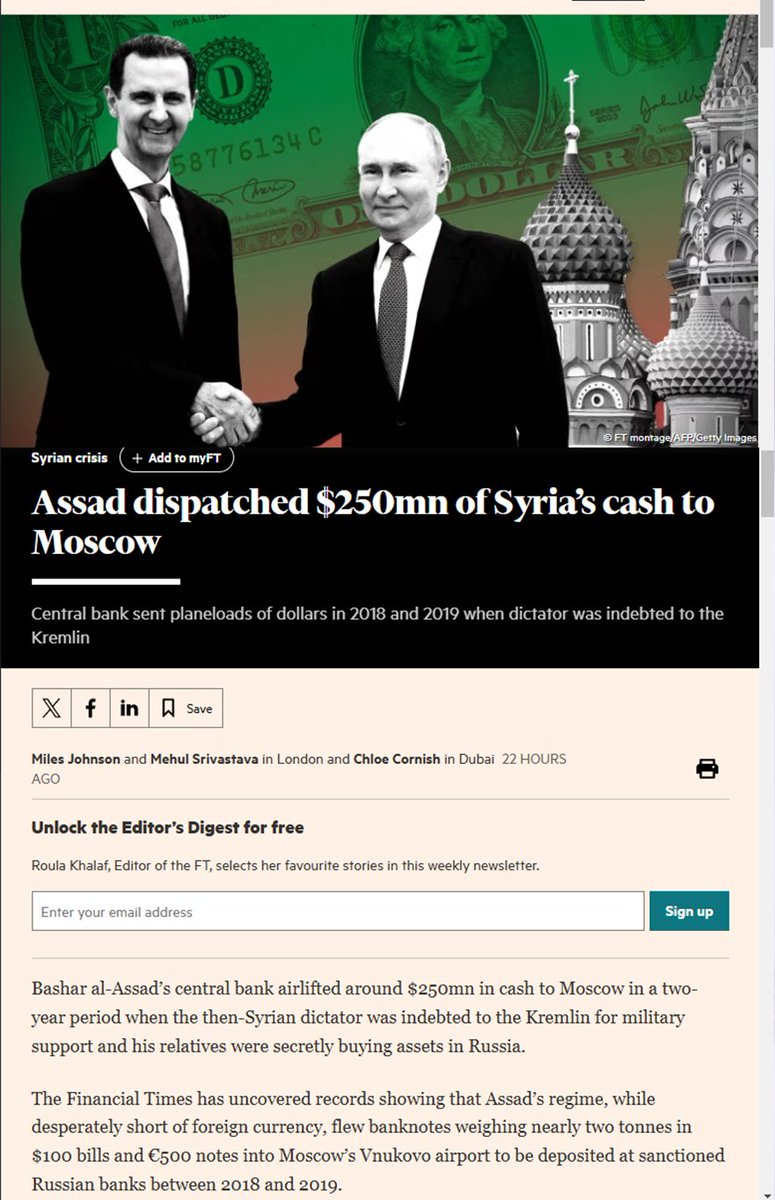 FOR ALL DEBTS
D
58776134 C
ONE DOLLAR
SERIES
2003
© FT montage/AFP/Getty Images
Syrian crisis
+ Add to myFT
Assad dispatched $250mn of Syria’s cash to
Moscow
Central bank sent planeloads of dollars in 2018 and 2019 when dictator was indebted to the
Kremlin
Save
Miles Johnson and Mehul Srivastava in London and Chloe Cornish in Dubai 22 HOURS
AGO
Unlock the Editor’s Digest for free
Roula Khalaf, Editor of the FT, selects her favourite stories in this weekly newsletter.
Enter your email address
Sign up
Bashar al-Assad’s central bank airlifted around $250mn in cash to Moscow in a two-
year period when the then-Syrian dictator was indebted to the Kremlin for military
support and his relatives were secretly buying assets in Russia.
The Financial Times has uncovered records showing that Assad’s regime, while
desperately short of foreign currency, flew banknotes weighing nearly two tonnes in
$100 bills and €500 notes into Moscow’s Vnukovo airport to be deposited at sanctioned
Russian banks between 2018 and 2019.